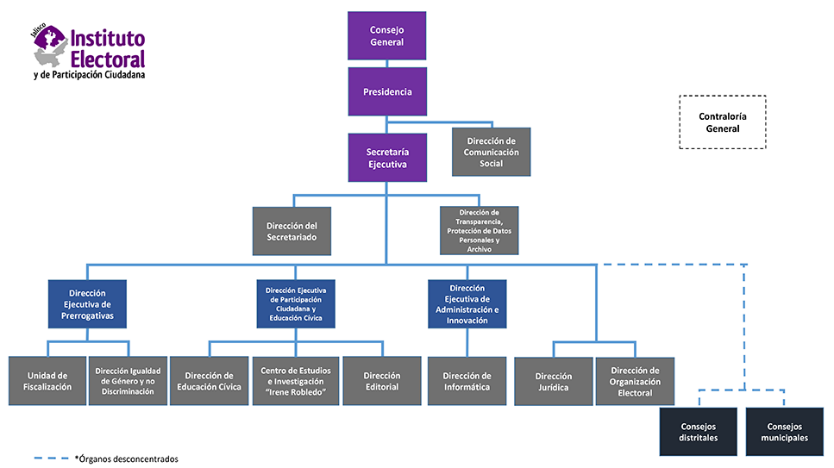 Jalisco
Instituto
Electoral
y de Participación Ciudadana
Consejo
General
Presidencia
Contraloría
General
Secretaría
Ejecutiva
Dirección de
Comunicación
Social
Dirección del
Secretariado
Dirección de
Transparencia,
Protección de Datos
Personales y
Archivo
Dirección
Ejecutiva de
Prerrogativas
Dirección Ejecutiva
de Participación
Ciudadana y
Educación Cívica
Dirección
Ejecutiva de
Administración e
Innovación
Unidad de
Fiscalización
Dirección Igualdad
de Género y no
Discriminación
Dirección de
Educación Cívica
Centro de Estudios
e Investigación
"Irene Robledo"
Dirección
Editorial
Dirección de
Informática
Dirección
Jurídica
Dirección de
Organización
Electoral
Consejos
distritales
Consejos
municipales
*Órganos desconcentrados